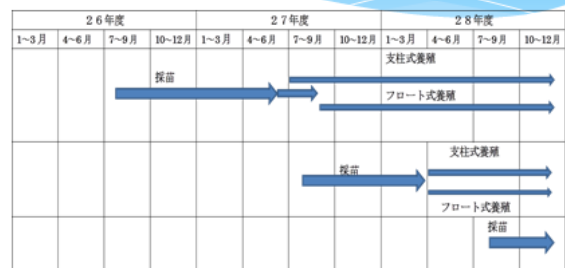 26年度 27年度 28年度
1~3月 4~6月 7~9月 10~12月 1~3月 4~6月 7~9月 10~12月 1~3月 4~6月 7~9月 10~12月
支柱式養殖
採苗
フロート式養殖
支柱式養殖
採苗
フロート式養殖
採苗